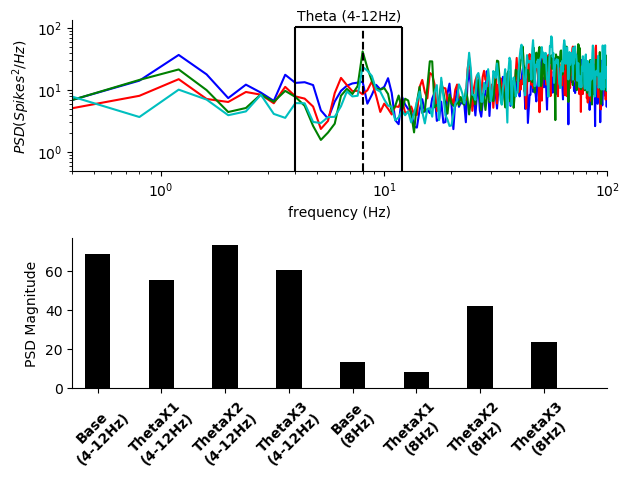 Theta (4-12Hz)
10²
10¹
10⁰
PSD(Spikes²/Hz)
10⁰
10¹
10²
frequency (Hz)
60
40
20
0
PSD Magnitude
Base
(4-12Hz)
ThetaX1
(4-12Hz)
ThetaX2
(4-12Hz)
ThetaX3
(4-12Hz)
Base
(8Hz)
ThetaX1
(8Hz)
ThetaX2
(8Hz)
ThetaX3
(8Hz)